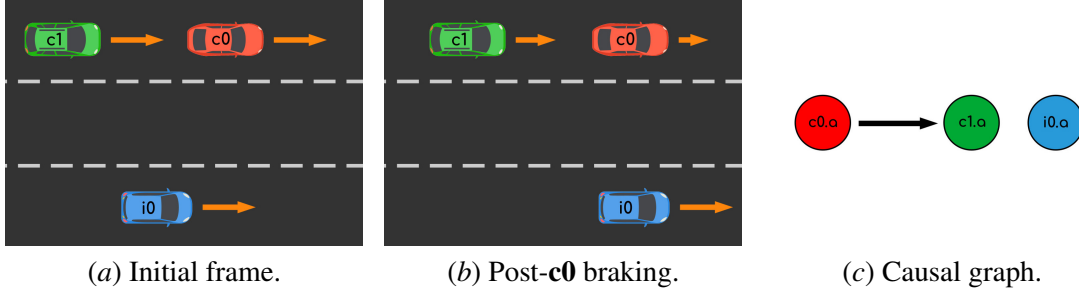 c1 c0
i0
c1 c0
i0
c0.a c1.a i0.a
(a) Initial frame. (b) Post-c0 braking. (c) Causal graph.